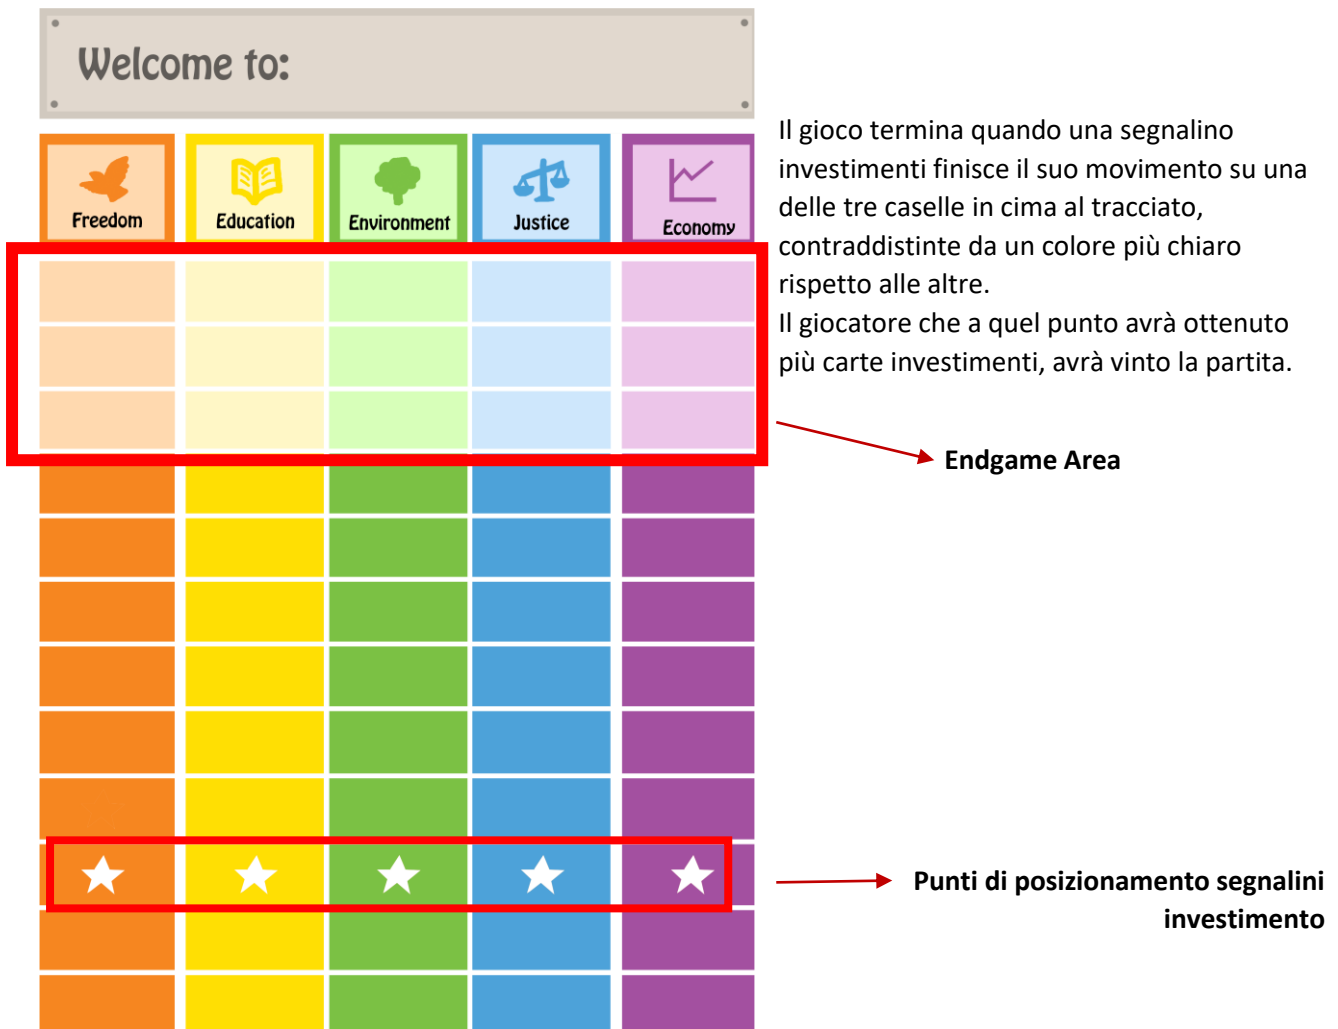 Welcome to:
Freedom
Education
Environment
Justice
Economy
Il gioco termina quando una segnalino
investimenti finisce il suo movimento su una
delle tre caselle in cima al tracciato,
contraddistinte da un colore più chiaro
rispetto alle altre.
Il giocatore che a quel punto avrà ottenuto
più carte investimenti, avrà vinto la partita.
Endgame Area
Punti di posizionamento segnalini
investimento